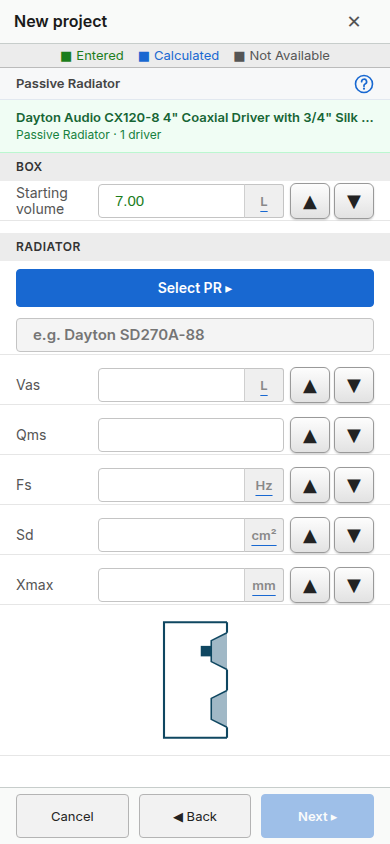 New project ✕
■ Entered ■ Calculated ■ Not Available
Passive Radiator ?
Dayton Audio CX120-8 4" Coaxial Driver with 3/4" Silk ...
Passive Radiator · 1 driver
BOX
Starting
volume
7.00 L ▲ ▼
RADIATOR
Select PR ▸
e.g. Dayton SD270A-88
Vas L ▲ ▼
Qms ▲ ▼
Fs Hz ▲ ▼
Sd cm² ▲ ▼
Xmax mm ▲ ▼
Cancel ◀ Back Next ▸